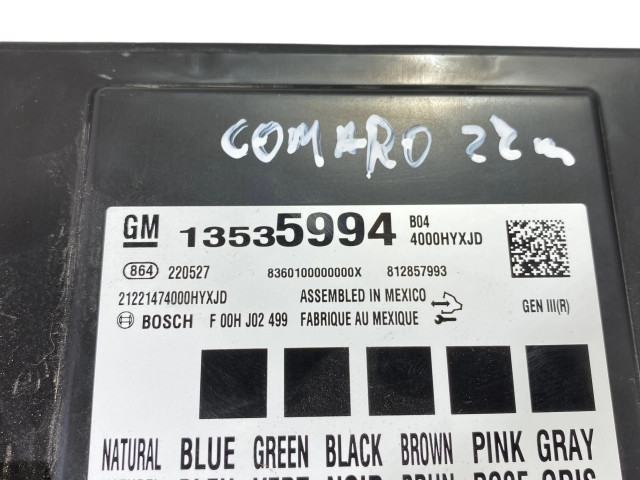 COMARO 22
GM 13535994 B04
4000HYXJD
864 220527 8360100000000X 812857993
21221474000HYXJD ASSEMBLED IN MEXICO GEN III(R)
BOSCH F 00H J02 499 FABRIQUE AU MEXIQUE
NATURAL BLUE GREEN BLACK BROWN PINK GRAY